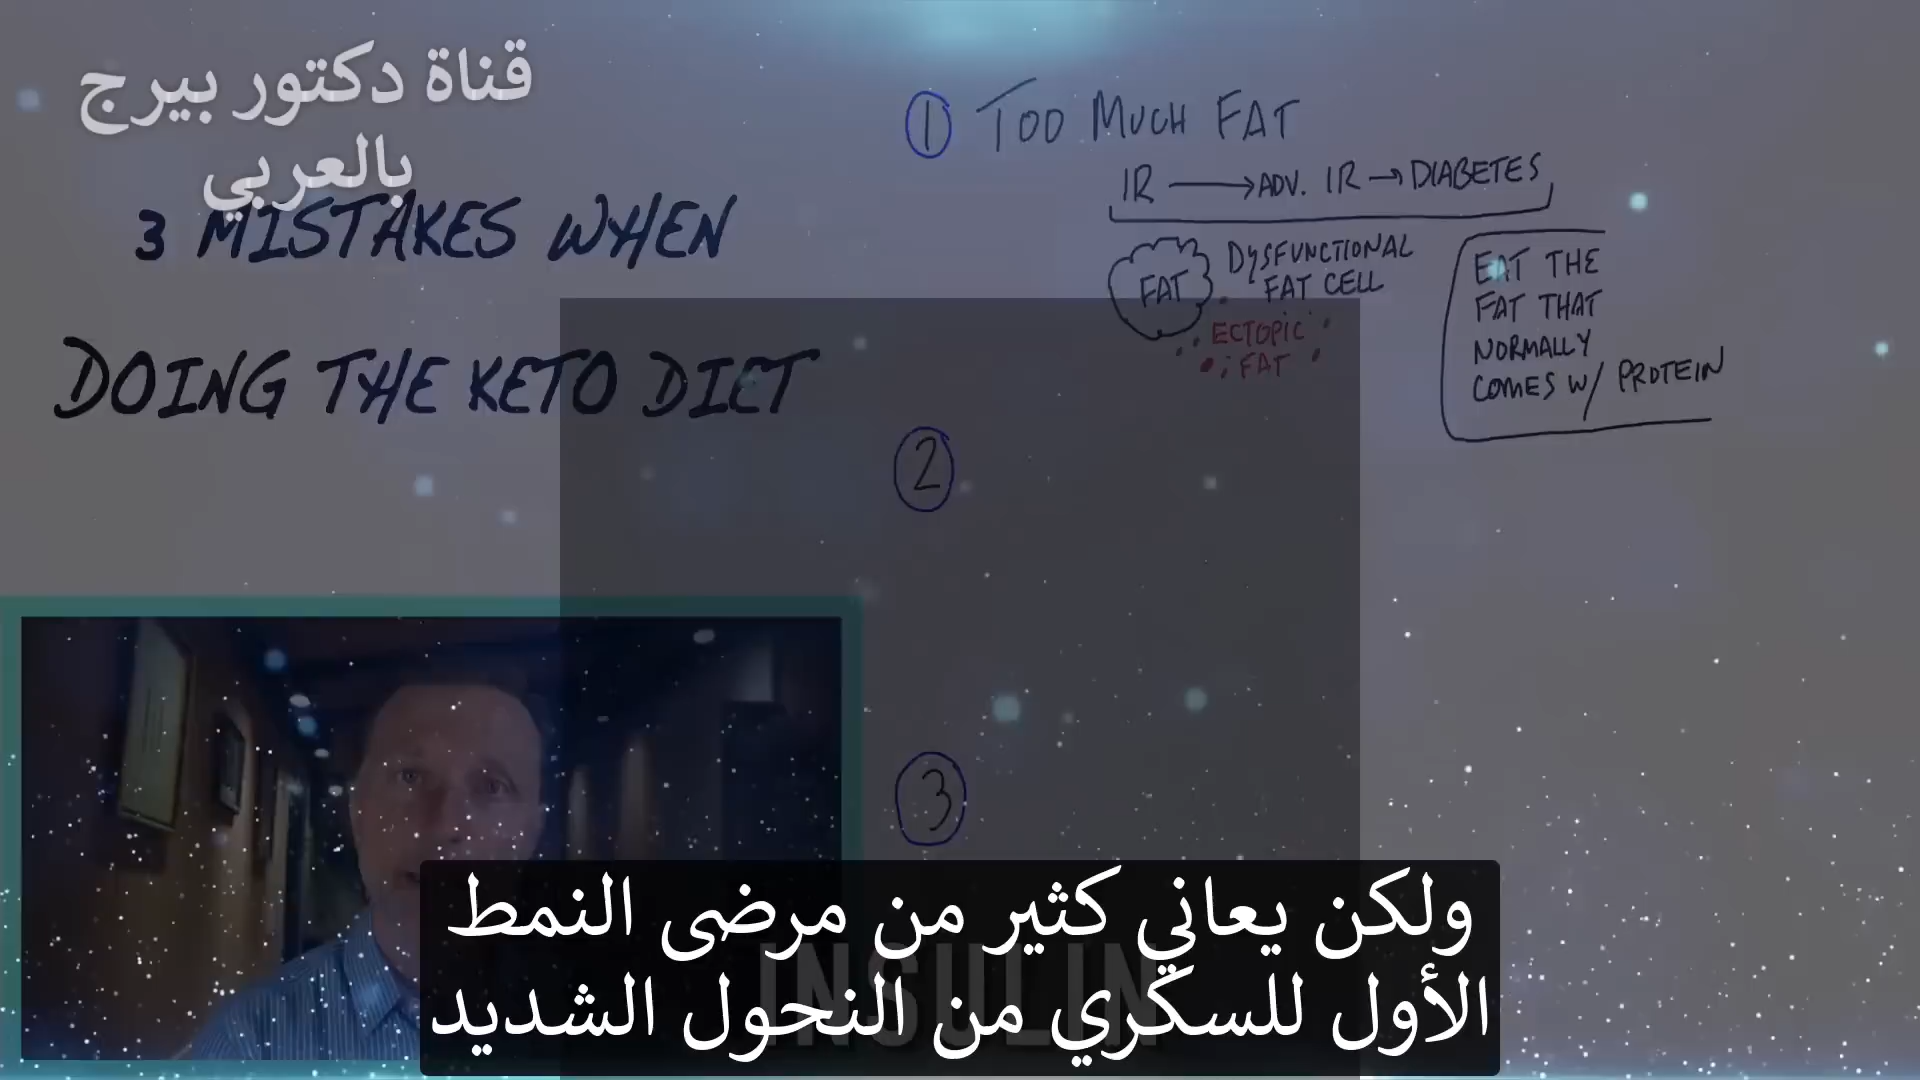 قناة دكتور بيرج
بالعربي
3 MISTAKES WHEN
DOING THE KETO DIET
1 TOO MUCH FAT
IR → ADV. IR → DIABETES
FAT
DYSFUNCTIONAL
FAT CELL
ECTOPIC
FAT
EAT THE
FAT THAT
NORMALLY
COMES W/ PROTEIN
2
3
INSULIN
ولكن يعاني كثير من مرضى النمط
الأول للسكري من النحول الشديد